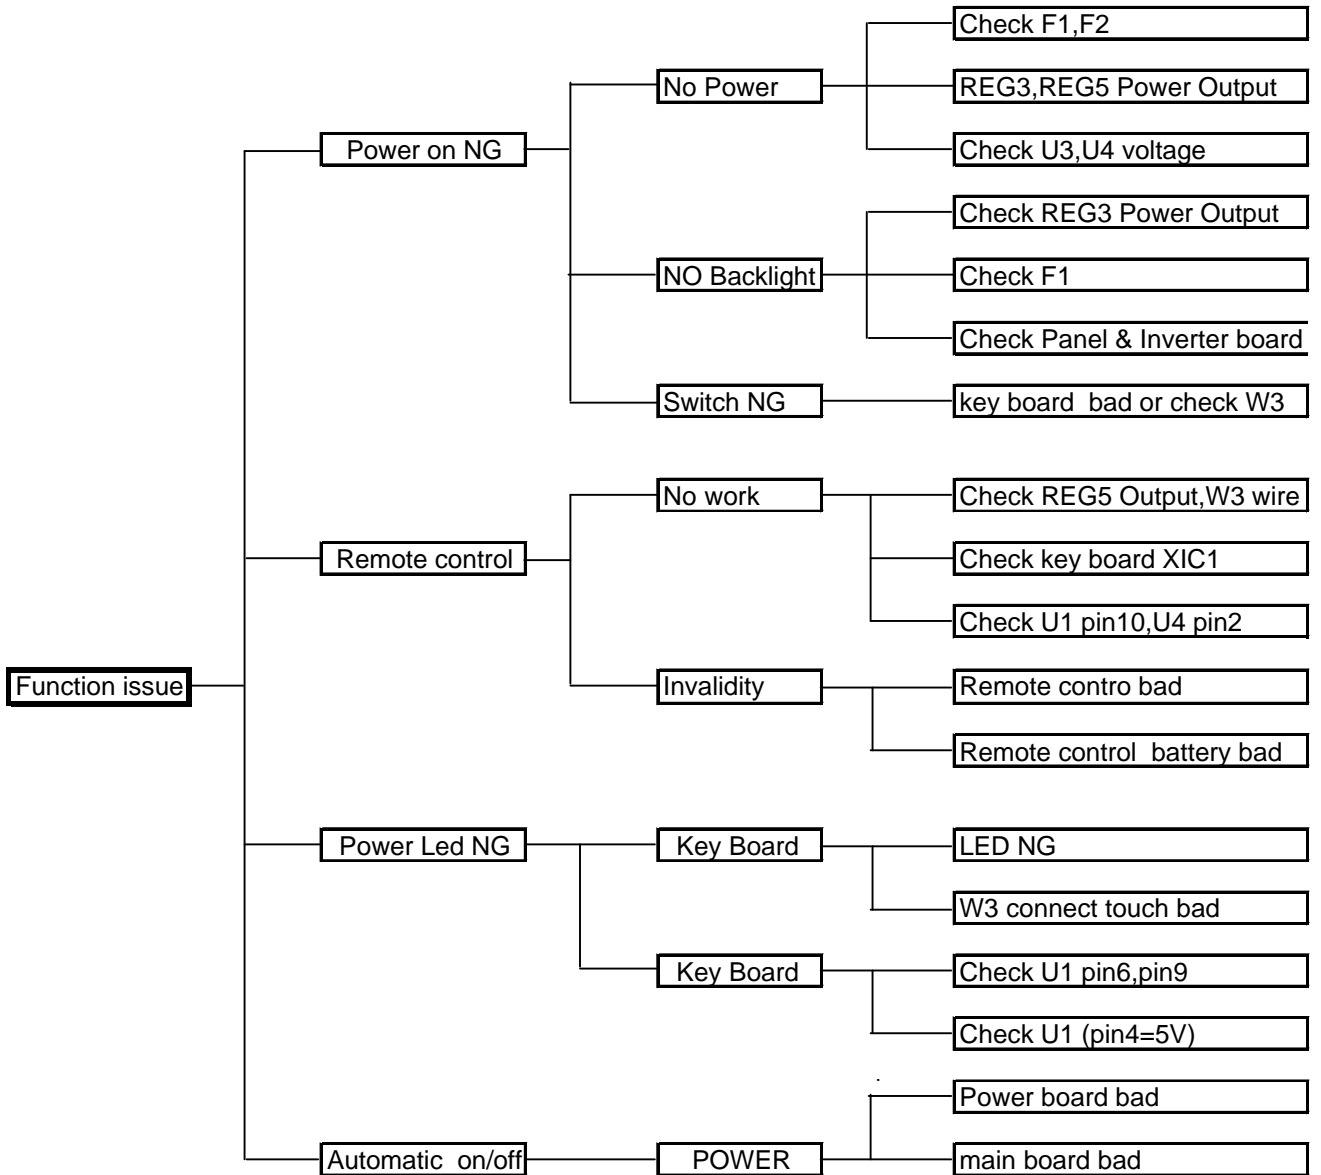 Check F1,F2
No Power
REG3,REG5 Power Output
Power on NG
Check U3,U4 voltage
Check REG3 Power Output
NO Backlight
Check F1
Check Panel & Inverter board
Switch NG
key board  bad or check W3
No work
Check REG5 Output,W3 wire
Remote control
Check key board XIC1
Check U1 pin10,U4 pin2
Function issue
Invalidity
Remote contro bad
Remote control  battery bad
Power Led NG
Key Board
LED NG
W3 connect touch bad
Key Board
Check U1 pin6,pin9
Check U1 (pin4=5V)
Power board bad
Automatic  on/off
POWER
main board bad